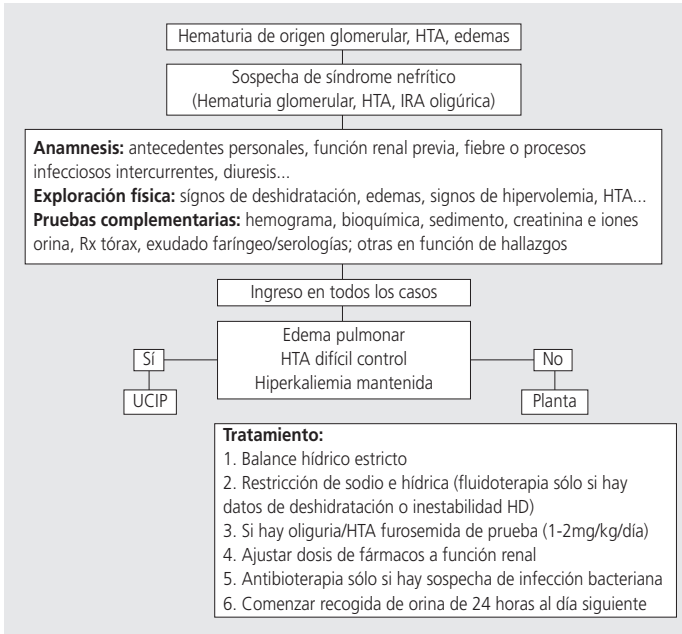 Hematuria de origen glomerular, HTA, edemas
Sospecha de síndrome nefrítico
(Hematuria glomerular, HTA, IRA oligúrica)
Anamnesis: antecedentes personales, función renal previa, fiebre o procesos
infecciosos intercurrentes, diuresis...
Exploración física: sígnos de deshidratación, edemas, signos de hipervolemia, HTA...
Pruebas complementarias: hemograma, bioquímica, sedimento, creatinina e iones
orina, Rx tórax, exudado faríngeo/serologías; otras en función de hallazgos
Ingreso en todos los casos
Edema pulmonar
HTA difícil control
Hiperkaliemia mantenida
Sí
No
UCIP
Planta
Tratamiento:
1. Balance hídrico estricto
2. Restricción de sodio e hídrica (fluidoterapia sólo si hay
datos de deshidratación o inestabilidad HD)
3. Si hay oliguria/HTA furosemida de prueba (1-2mg/kg/día)
4. Ajustar dosis de fármacos a función renal
5. Antibioterapia sólo si hay sospecha de infección bacteriana
6. Comenzar recogida de orina de 24 horas al día siguiente